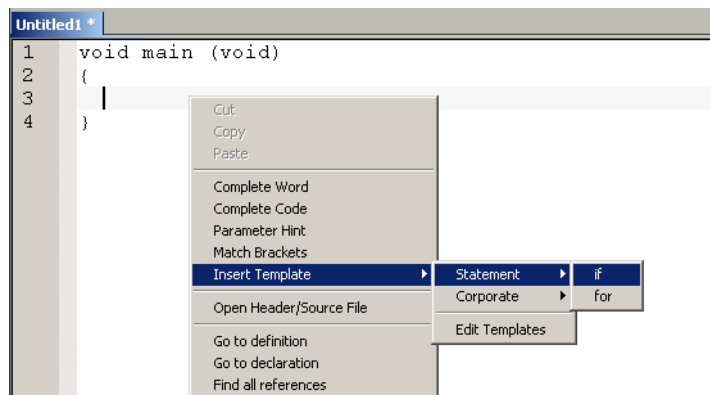 Untitled1 *
1 void main (void)
2 {
3
4 }
Cut
Copy
Paste
Complete Word
Complete Code
Parameter Hint
Match Brackets
Insert Template
Open Header/Source File
Go to definition
Go to declaration
Find all references
Statement
Corporate
Edit Templates
if
for